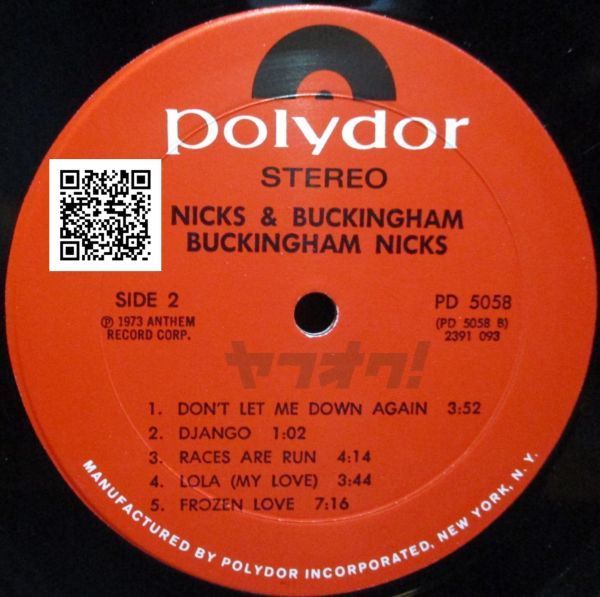 polydor
STEREO
NICKS & BUCKINGHAM
BUCKINGHAM NICKS
SIDE 2
℗ 1973 ANTHEM
RECORD CORP.
PD 5058
(PD 5058 B)
2391 093
ヤフオク!
1. DON'T LET ME DOWN AGAIN 3:52
2. DJANGO 1:02
3. RACES ARE RUN 4:14
4. LOLA (MY LOVE) 3:44
5. FROZEN LOVE 7:16
MANUFACTURED BY POLYDOR INCORPORATED, NEW YORK, N. Y.